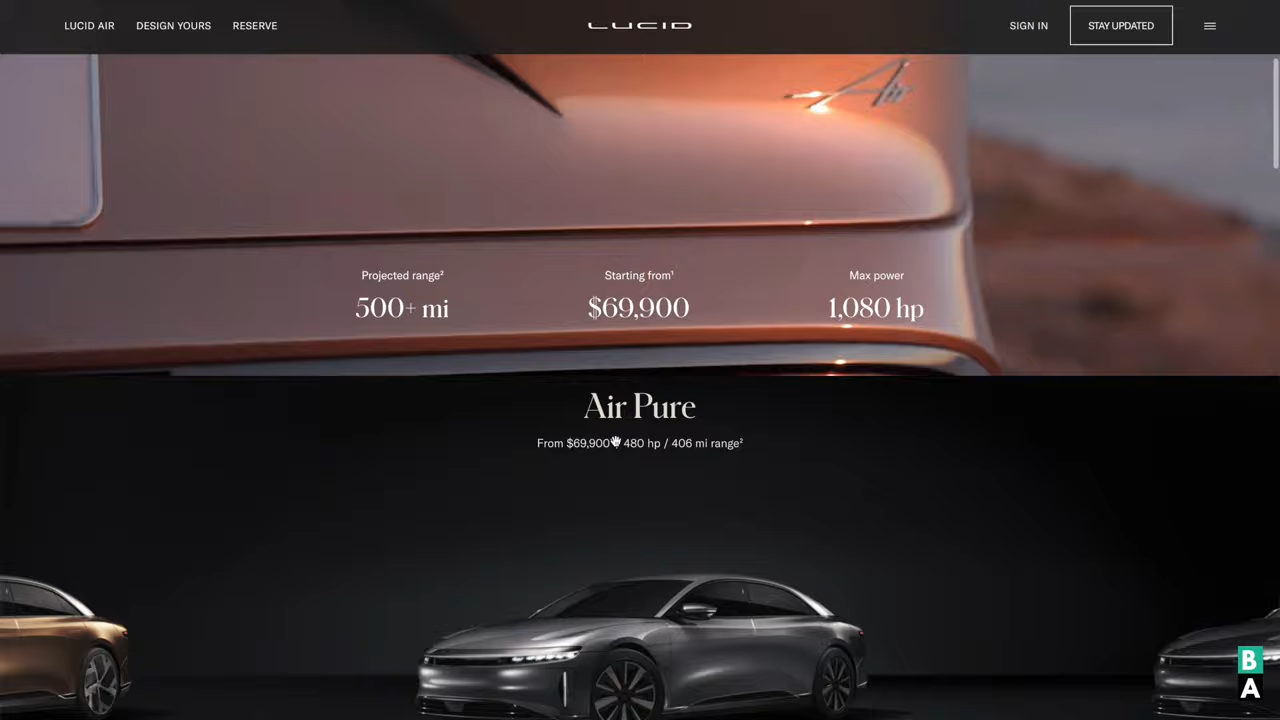 LUCID AIR DESIGN YOURS RESERVE LUCID SIGN IN STAY UPDATED
Air
Projected range² Starting from¹ Max power
500+ mi $69,900 1,080 hp
Air Pure
From $69,900 480 hp / 406 mi range²
B
A